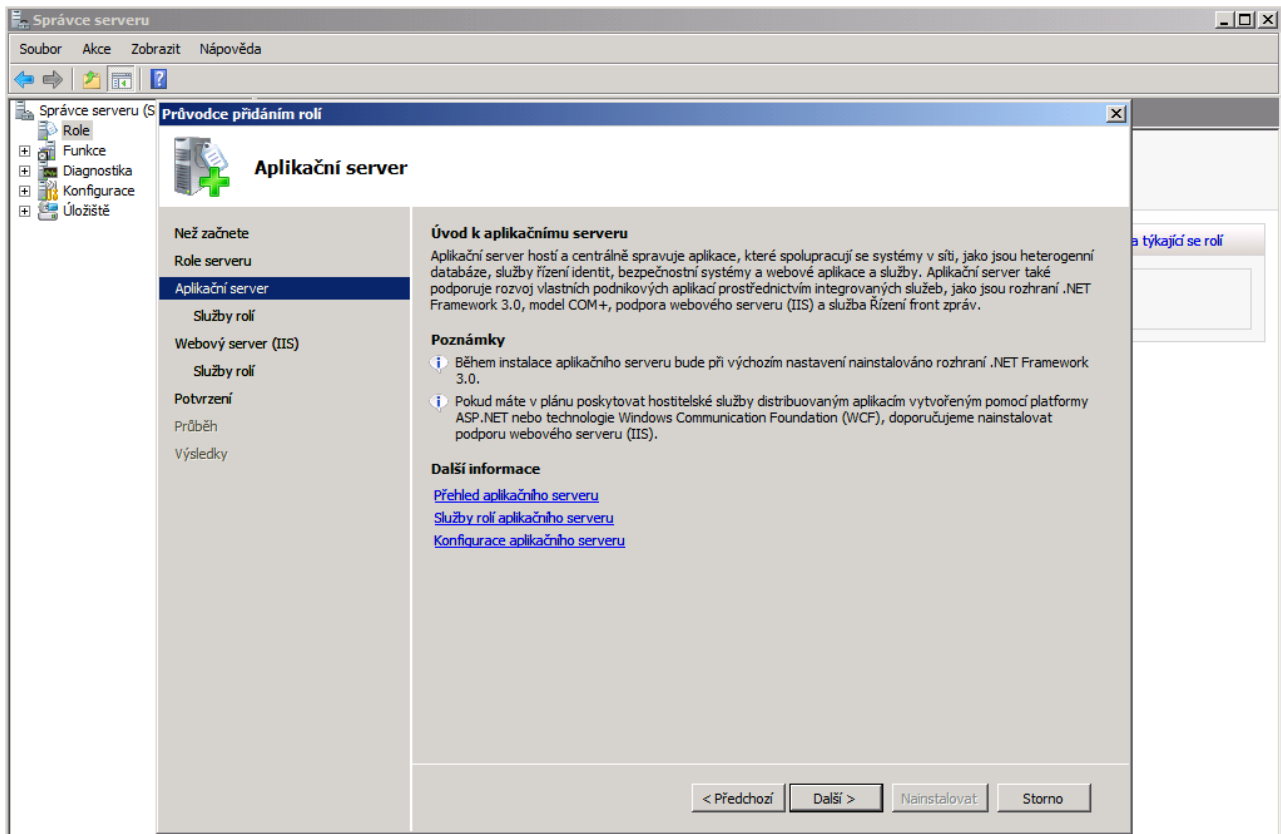 Správce serveru
Soubor Akce Zobrazit Nápověda
Správce serveru (S
Role
Funkce
Diagnostika
Konfigurace
Úložiště
Průvodce přidáním rolí
Aplikační server
Než začnete
Role serveru
Aplikační server
Služby rolí
Webový server (IIS)
Služby rolí
Potvrzení
Průběh
Výsledky
Úvod k aplikačnímu serveru
Aplikační server hostí a centrálně spravuje aplikace, které spolupracují se systémy v síti, jako jsou heterogenní
databáze, služby řízení identit, bezpečnostní systémy a webové aplikace a služby. Aplikační server také
podporuje rozvoj vlastních podnikových aplikací prostřednictvím integrovaných služeb, jako jsou rozhraní .NET
Framework 3.0, model COM+, podpora webového serveru (IIS) a služba Řízení front zpráv.
Poznámky
Během instalace aplikačního serveru bude při výchozím nastavení nainstalováno rozhraní .NET Framework
3.0.
Pokud máte v plánu poskytovat hostitelské služby distribuovaným aplikacím vytvořeným pomocí platformy
ASP.NET nebo technologie Windows Communication Foundation (WCF), doporučujeme nainstalovat
podporu webového serveru (IIS).
Další informace
Přehled aplikačního serveru
Služby rolí aplikačního serveru
Konfigurace aplikačního serveru
a týkající se rolí
< Předchozí Další > Nainstalovat Storno